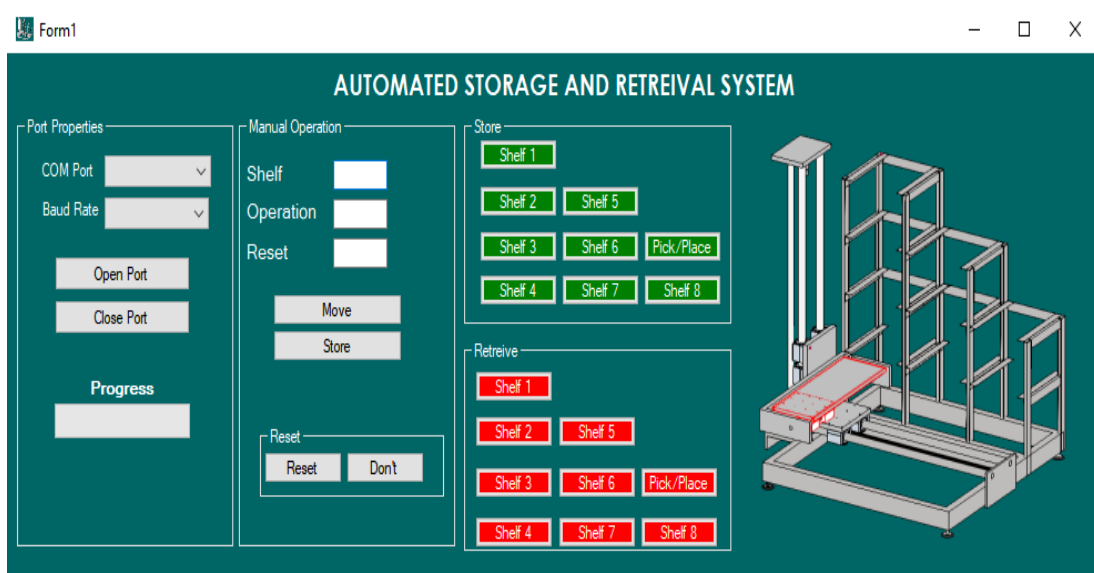 Form1
AUTOMATED STORAGE AND RETREIVAL SYSTEM
Port Properties
COM Port
Baud Rate
Open Port
Close Port
Progress
Manual Operation
Shelf
Operation
Reset
Move
Store
Reset
Reset Don't
Store
Shelf 1
Shelf 2 Shelf 5
Shelf 3 Shelf 6 Pick/Place
Shelf 4 Shelf 7 Shelf 8
Retreive
Shelf 1
Shelf 2 Shelf 5
Shelf 3 Shelf 6 Pick/Place
Shelf 4 Shelf 7 Shelf 8